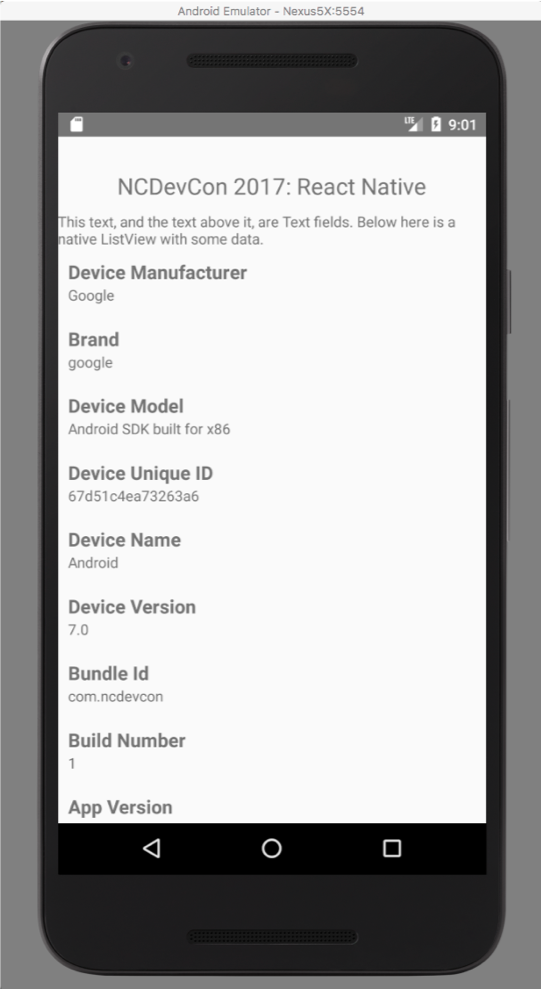 Android Emulator - Nexus5X:5554
LTE 9:01
NCDevCon 2017: React Native
This text, and the text above it, are Text fields. Below here is a
native ListView with some data.
Device Manufacturer
Google
Brand
google
Device Model
Android SDK built for x86
Device Unique ID
67d51c4ea73263a6
Device Name
Android
Device Version
7.0
Bundle Id
com.ncdevcon
Build Number
1
App Version